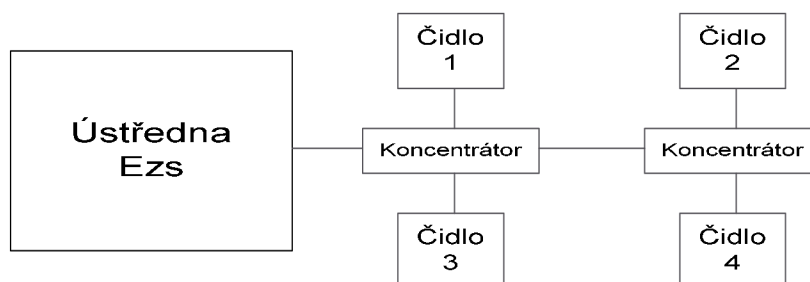 Čidlo
1
Čidlo
2
Ústředna
Ezs
Koncentrátor
Koncentrátor
Čidlo
3
Čidlo
4